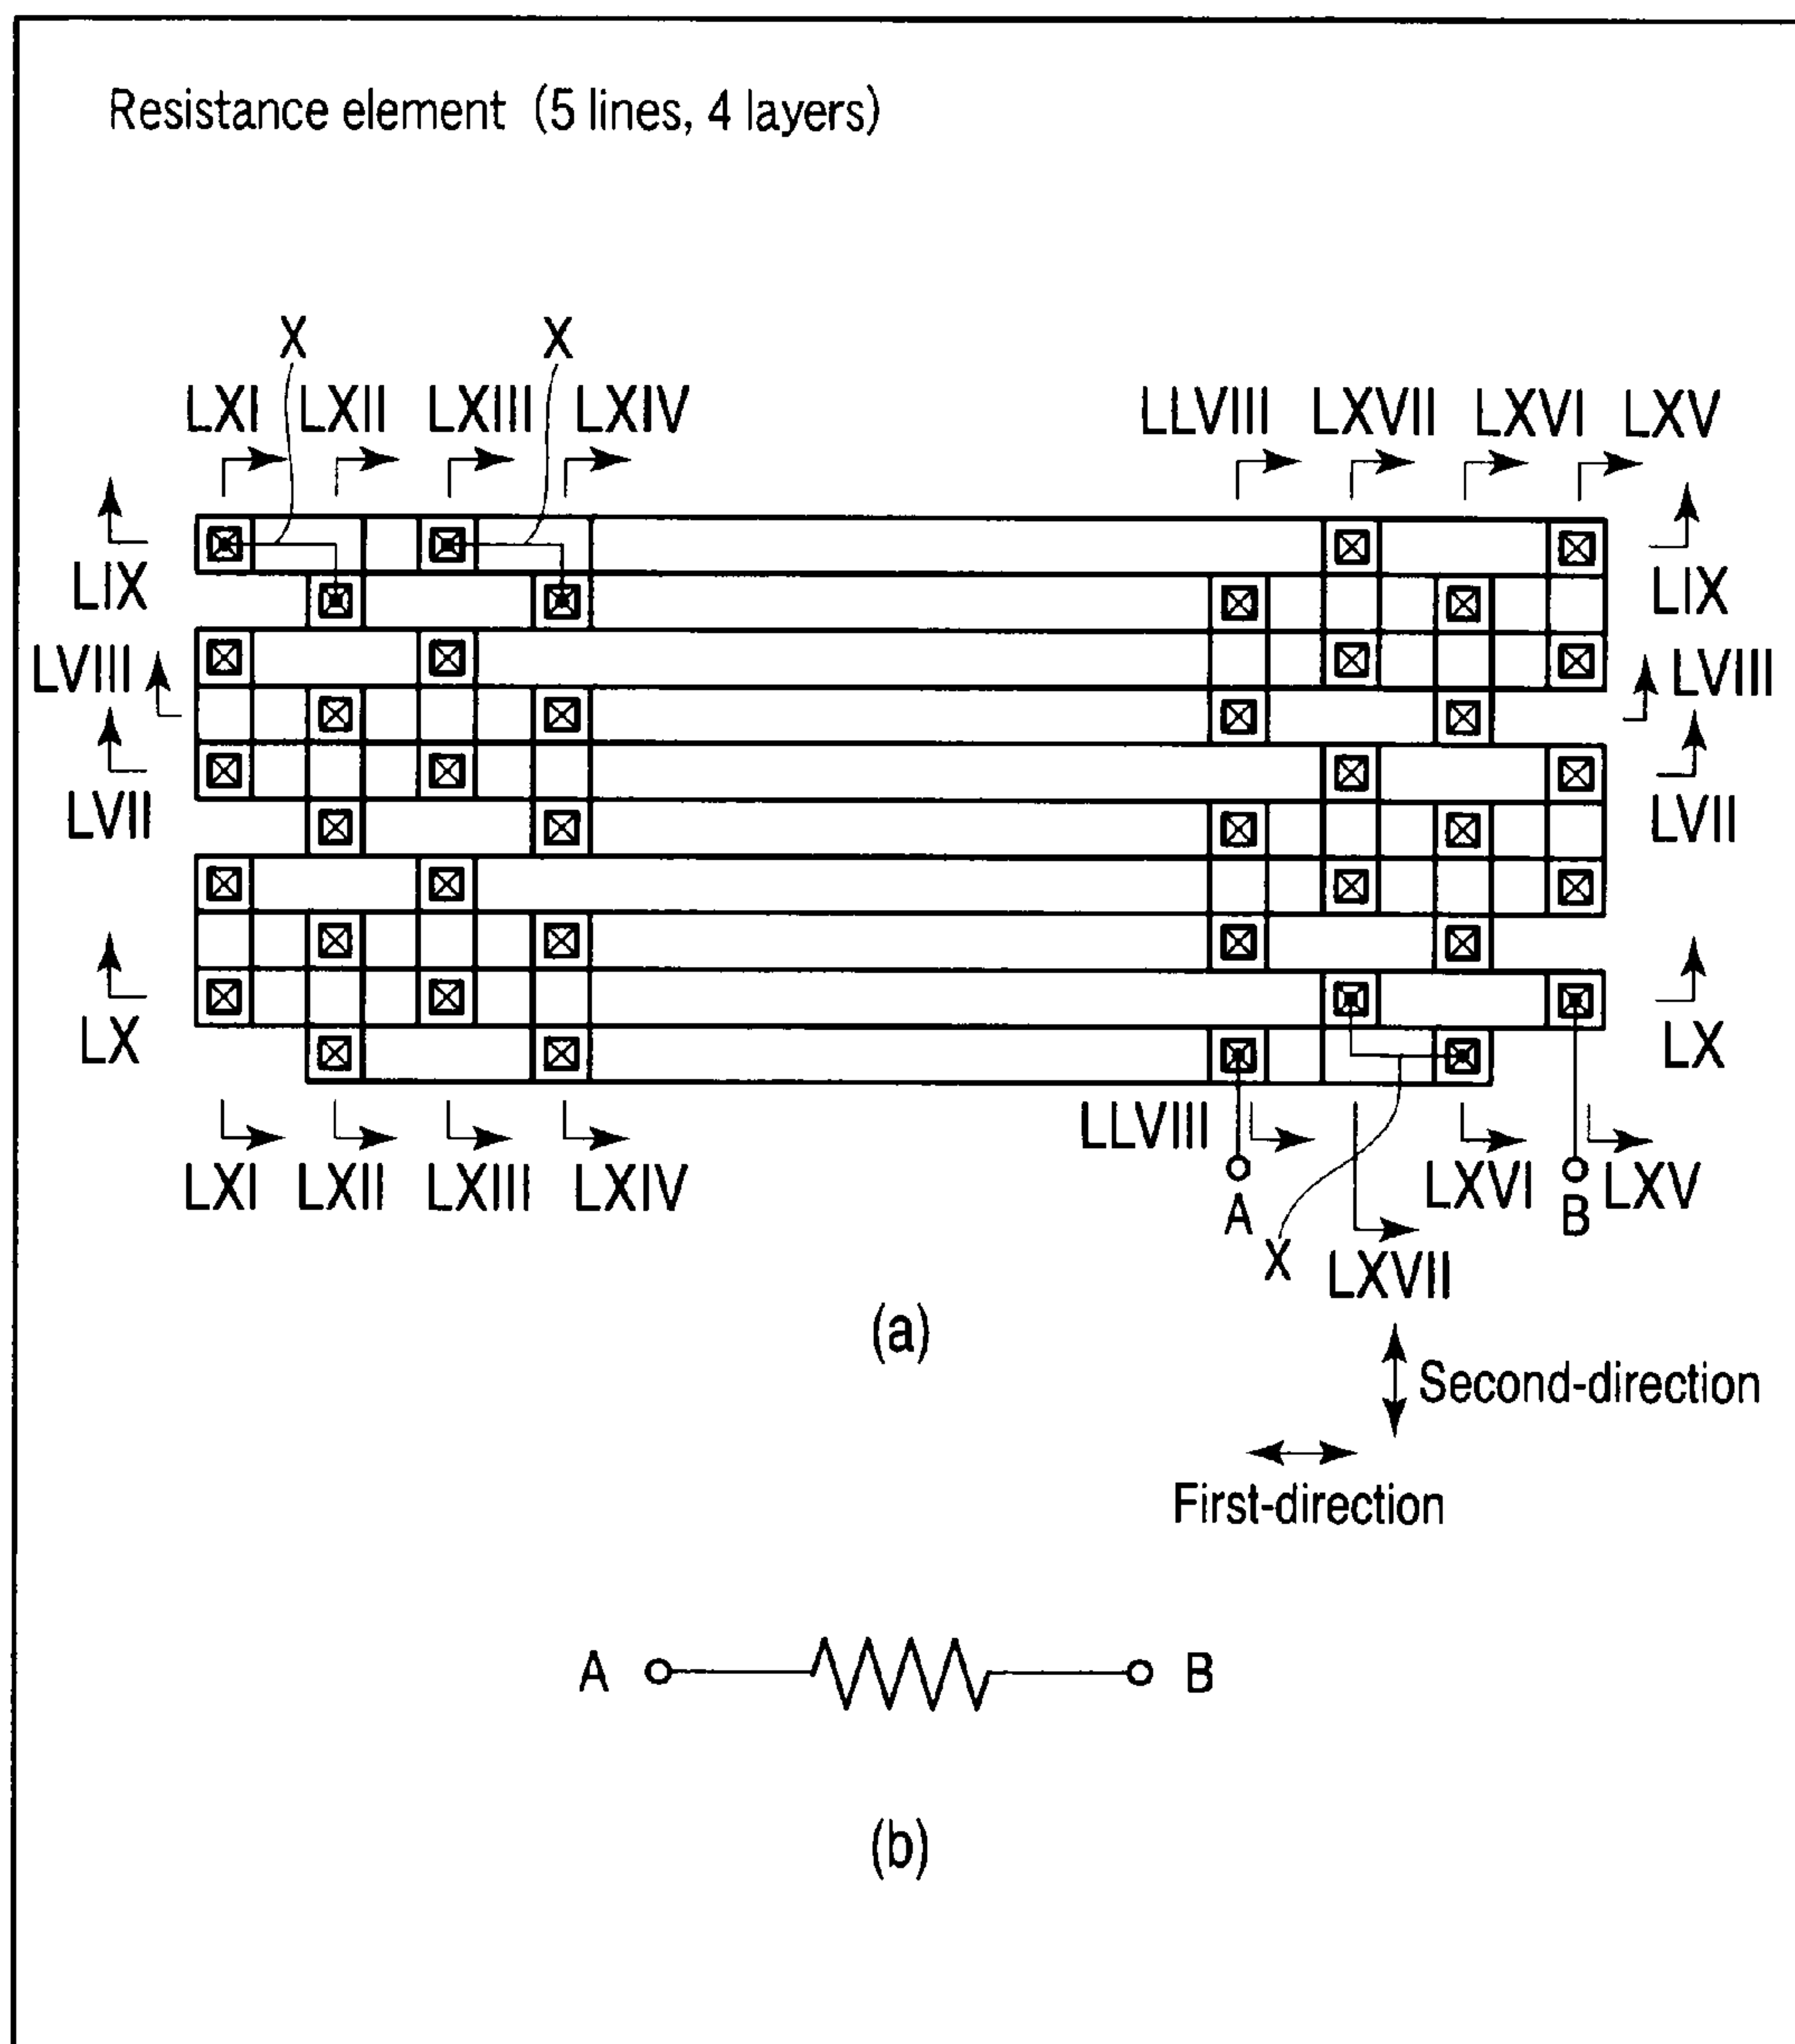 Resistance element (5 lines, 4 layers)
X X
LXI LXII LXIII LXIV LLVIII LXVII LXVI LXV
LIX LIX
LVIII LVIII
LVII LVII
LX LX
LXI LXII LXIII LXIV LLVIII A X LXVII LXVI B LXV
(a)
Second-direction
First-direction
A B
(b)